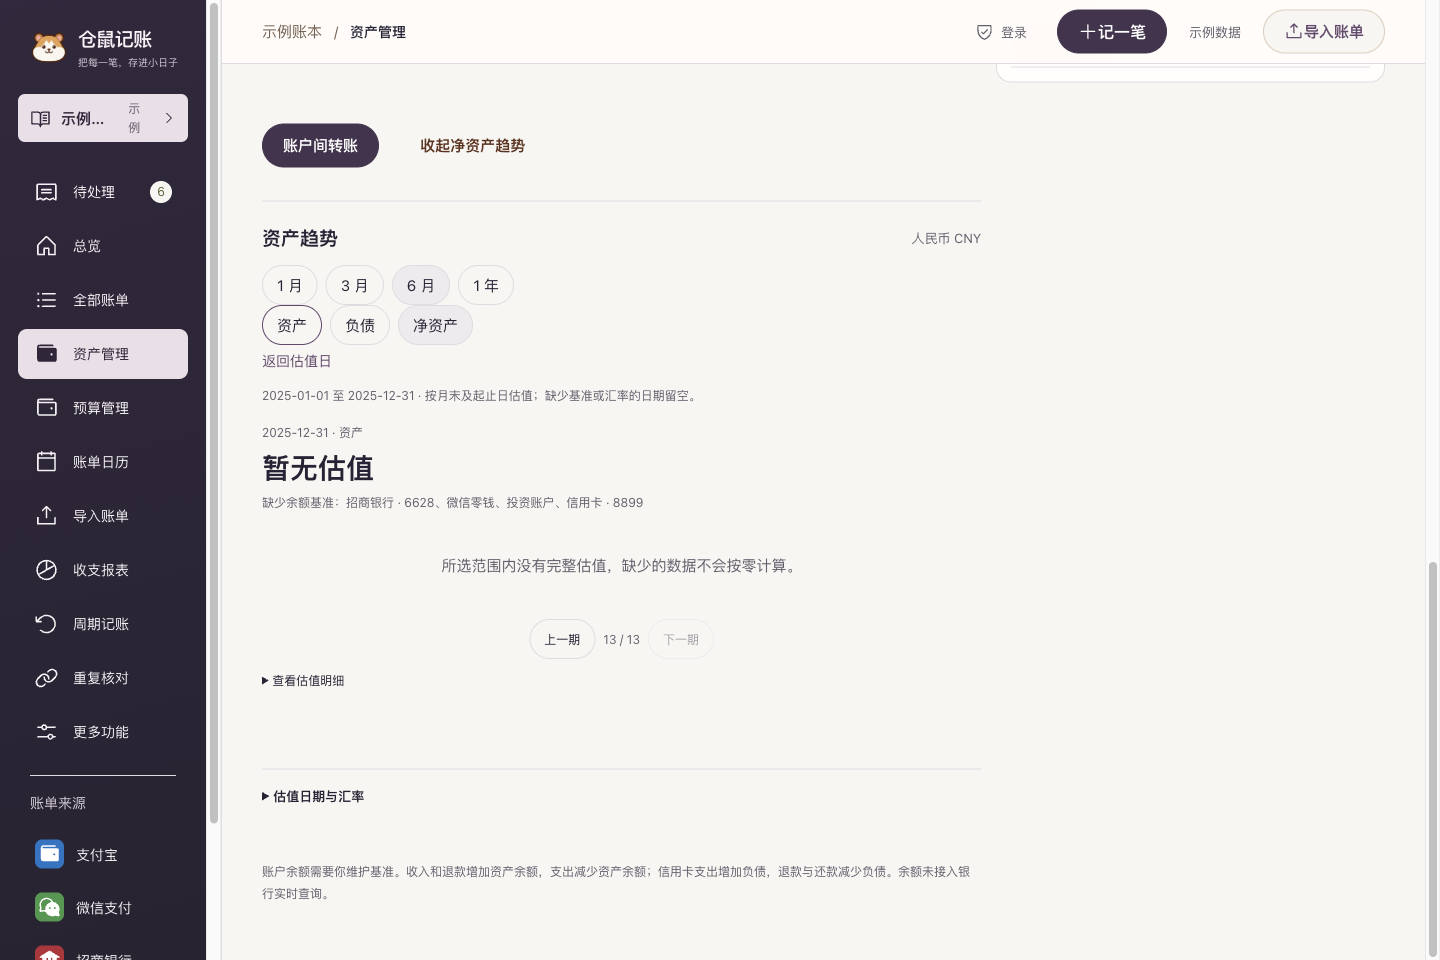 仓鼠记账
把每一笔，存进小日子
示例...
示
例
待处理
6
总览
全部账单
资产管理
预算管理
账单日历
导入账单
收支报表
周期记账
重复核对
更多功能
账单来源
支付宝
微信支付
招商银行
示例账本 / 资产管理
登录
记一笔
示例数据
导入账单
账户间转账
收起净资产趋势
资产趋势
人民币 CNY
1 月
3 月
6 月
1 年
资产
负债
净资产
返回估值日
2025-01-01 至 2025-12-31 · 按月末及起止日估值；缺少基准或汇率的日期留空。
2025-12-31 · 资产
暂无估值
缺少余额基准：招商银行 · 6628、微信零钱、投资账户、信用卡 · 8899
所选范围内没有完整估值，缺少的数据不会按零计算。
上一期
13 / 13
下一期
查看估值明细
估值日期与汇率
账户余额需要你维护基准。收入和退款增加资产余额，支出减少资产余额；信用卡支出增加负债，退款与还款减少负债。余额未接入银
行实时查询。